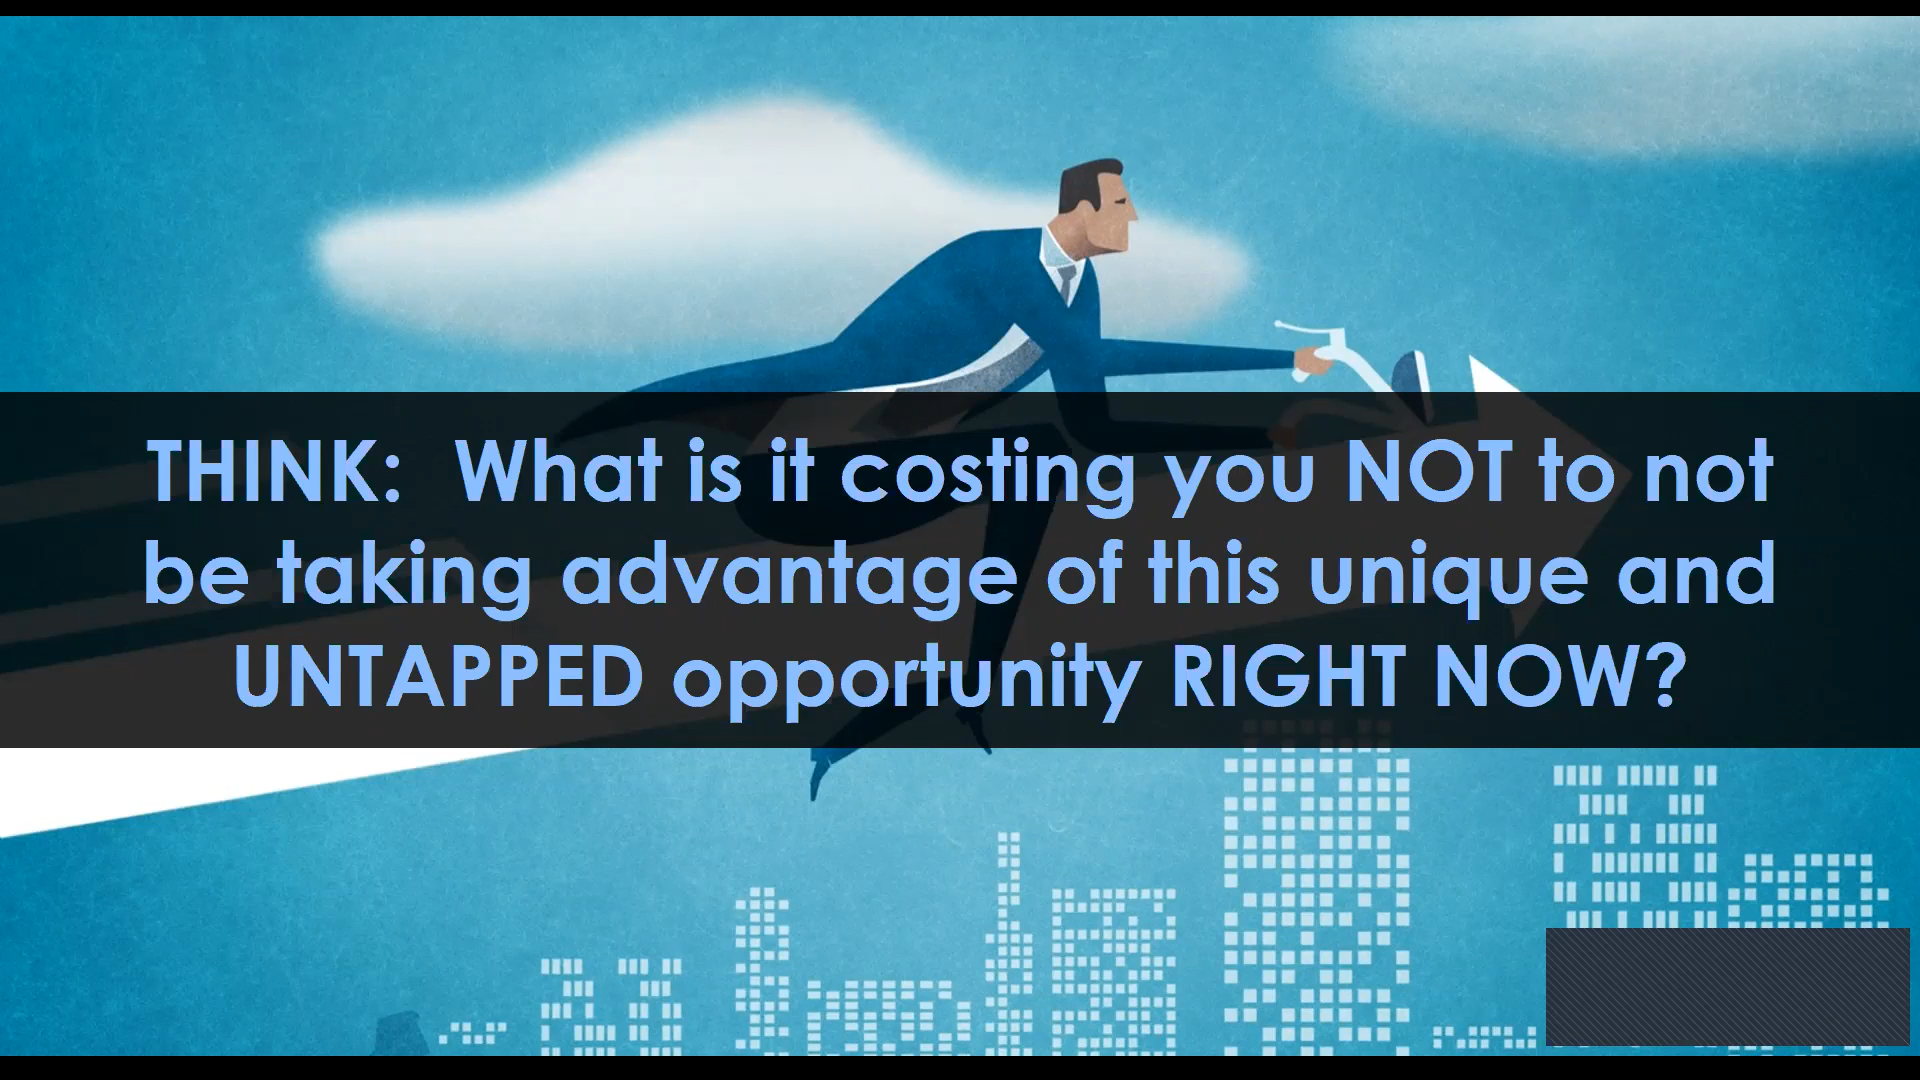 THINK:  What is it costing you NOT to not
be taking advantage of this unique and
UNTAPPED opportunity RIGHT NOW?